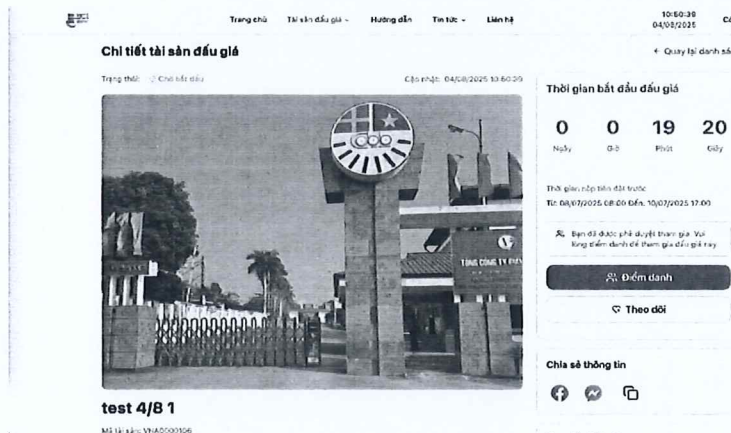 Trang chủ Tài sản đấu giá Hướng dẫn Tin tức Liên hệ
10:50:39
04/08/2025
Chi tiết tài sản đấu giá
← Quay lại danh sá
Trạng thái: Chờ bắt đầu
Cập nhật: 04/08/2025 10:50:39
Thời gian bắt đầu đấu giá
0 0 19 20
Ngày Giờ Phút Giây
Thời gian nộp tiền đặt trước
Từ: 08/07/2025 08:00 Đến: 10/07/2025 17:00
Bạn đã được phê duyệt tham gia. Vui
lòng điểm danh để tham gia đấu giá này
Điểm danh
Theo dõi
TỔNG CÔNG TY
Chia sẻ thông tin
test 4/8 1
Mã tài sản: VNA0000106